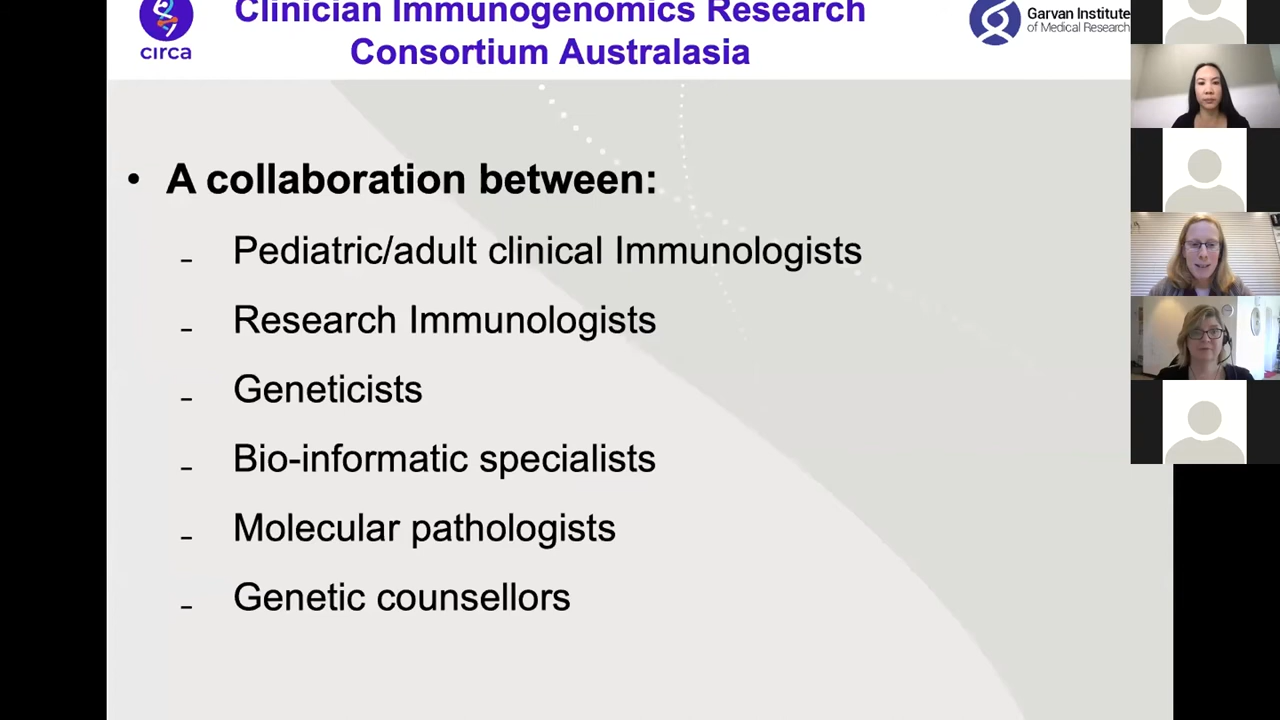 Clinician Immunogenomics Research
Consortium Australasia
cırca
Garvan Institute
of Medical Research
• A collaboration between:
- Pediatric/adult clinical Immunologists
- Research Immunologists
- Geneticists
- Bio-informatic specialists
- Molecular pathologists
- Genetic counsellors